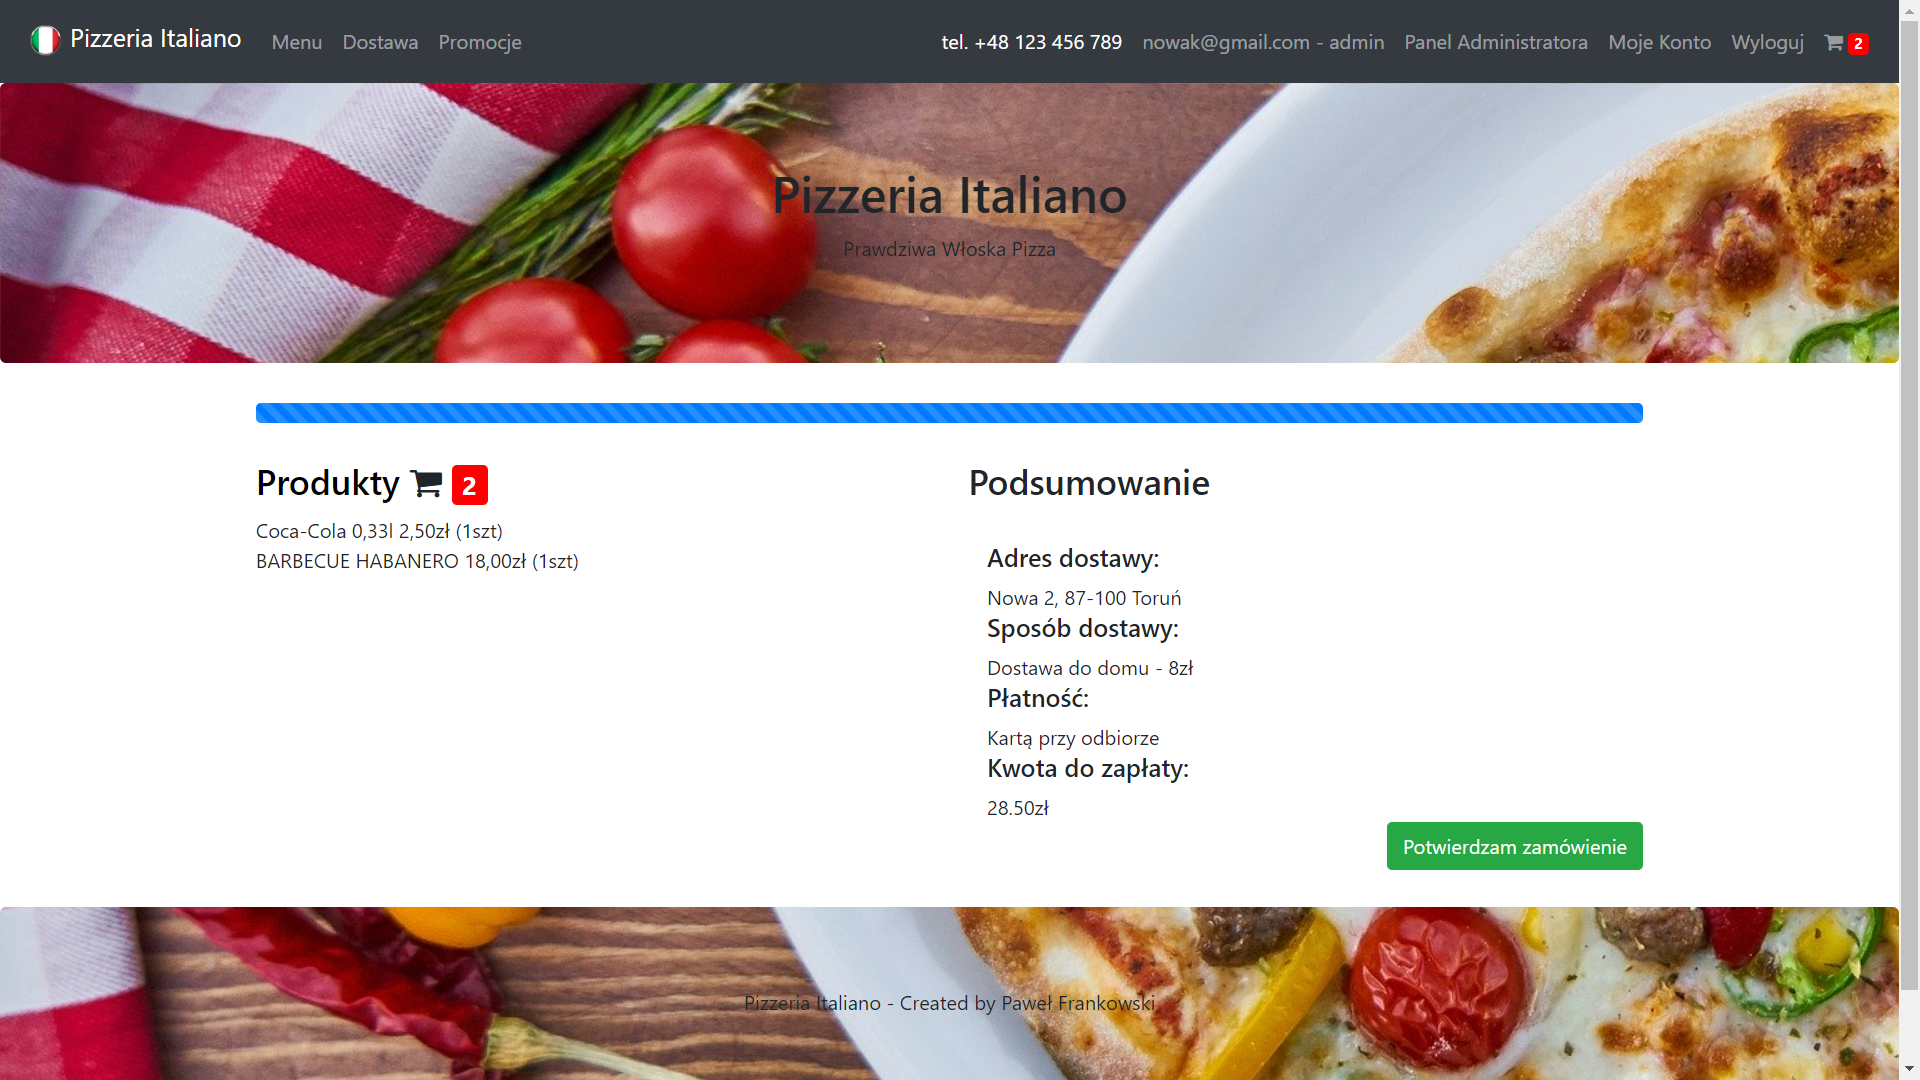 Pizzeria Italiano Menu Dostawa Promocje tel. +48 123 456 789 nowak@gmail.com - admin Panel Administratora Moje Konto Wyloguj 2
Pizzeria Italiano
Prawdziwa Włoska Pizza
Produkty 2
Coca-Cola 0,33l 2,50zł (1szt)
BARBECUE HABANERO 18,00zł (1szt)
Podsumowanie
Adres dostawy:
Nowa 2, 87-100 Toruń
Sposób dostawy:
Dostawa do domu - 8zł
Płatność:
Kartą przy odbiorze
Kwota do zapłaty:
28.50zł
Potwierdzam zamówienie
Pizzeria Italiano - Created by Paweł Frankowski